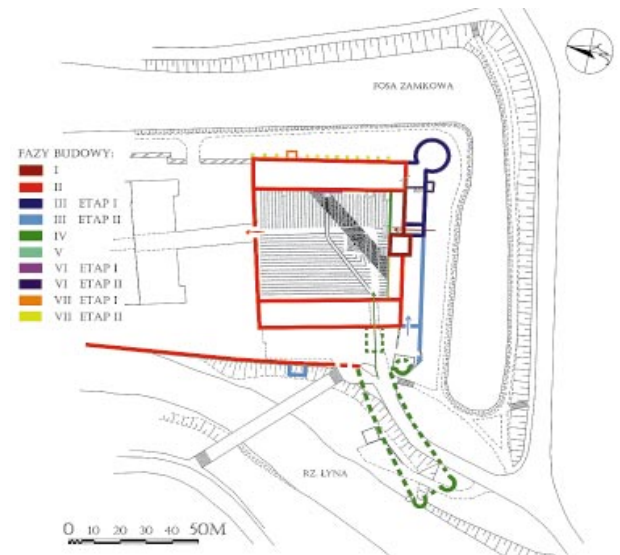 FOSA ZAMKOWA
N
FAZY BUDOWY:
I
II
III ETAP I
III ETAP II
IV
V
VI ETAP I
VI ETAP II
VII ETAP I
VII ETAP II
RZ. ŁYNA
0 10 20 30 40 50M